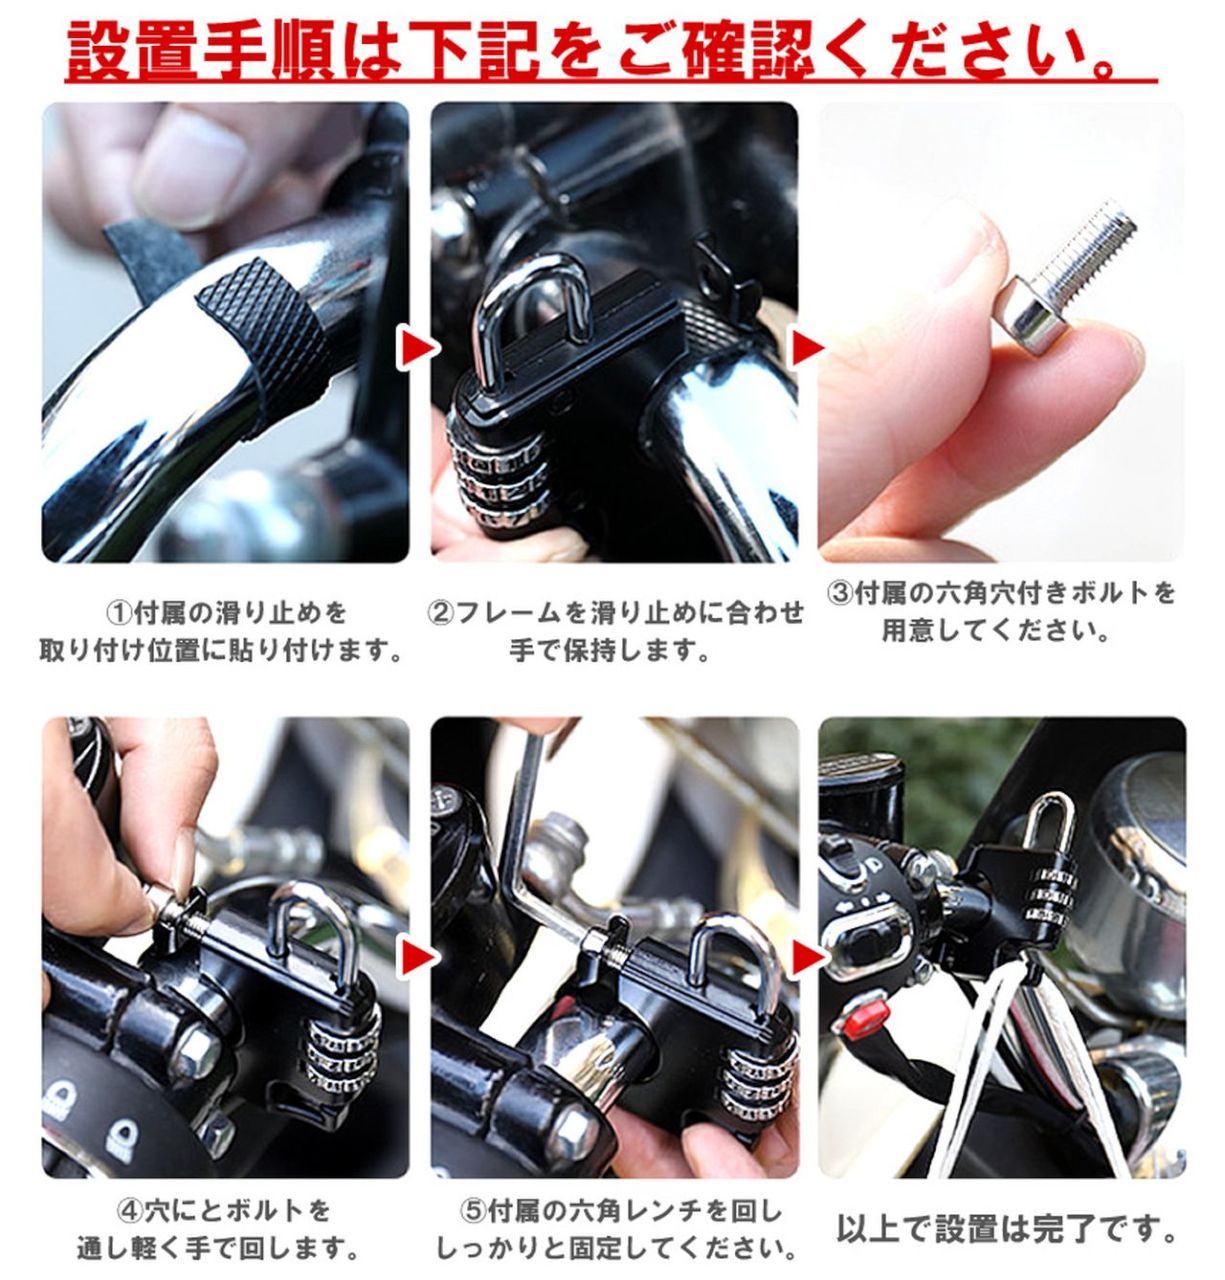 設置手順は下記をご確認ください。
①付属の滑り止めを
取り付け位置に貼り付けます。
②フレームを滑り止めに合わせ
手で保持します。
③付属の六角穴付きボルトを
用意してください。
④穴にとボルトを
通し軽く手で回します。
⑤付属の六角レンチを回し
しっかりと固定してください。
以上で設置は完了です。